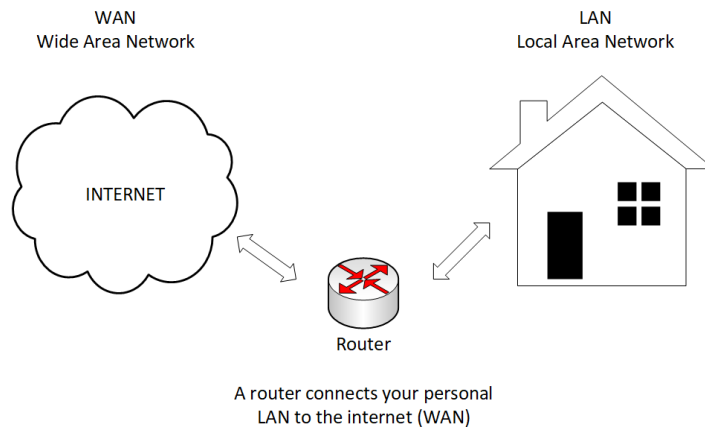 WAN
Wide Area Network
LAN
Local Area Network
INTERNET
Router
A router connects your personal
LAN to the internet (WAN)